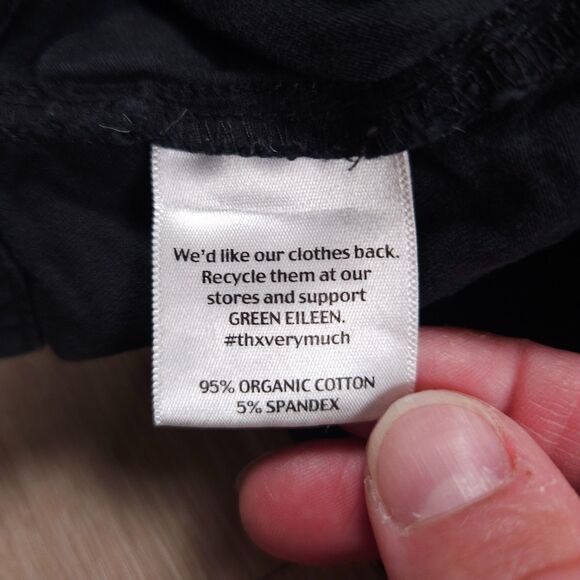 We'd like our clothes back.
Recycle them at our
stores and support
GREEN EILEEN.
#thxverymuch
95% ORGANIC COTTON
5% SPANDEX